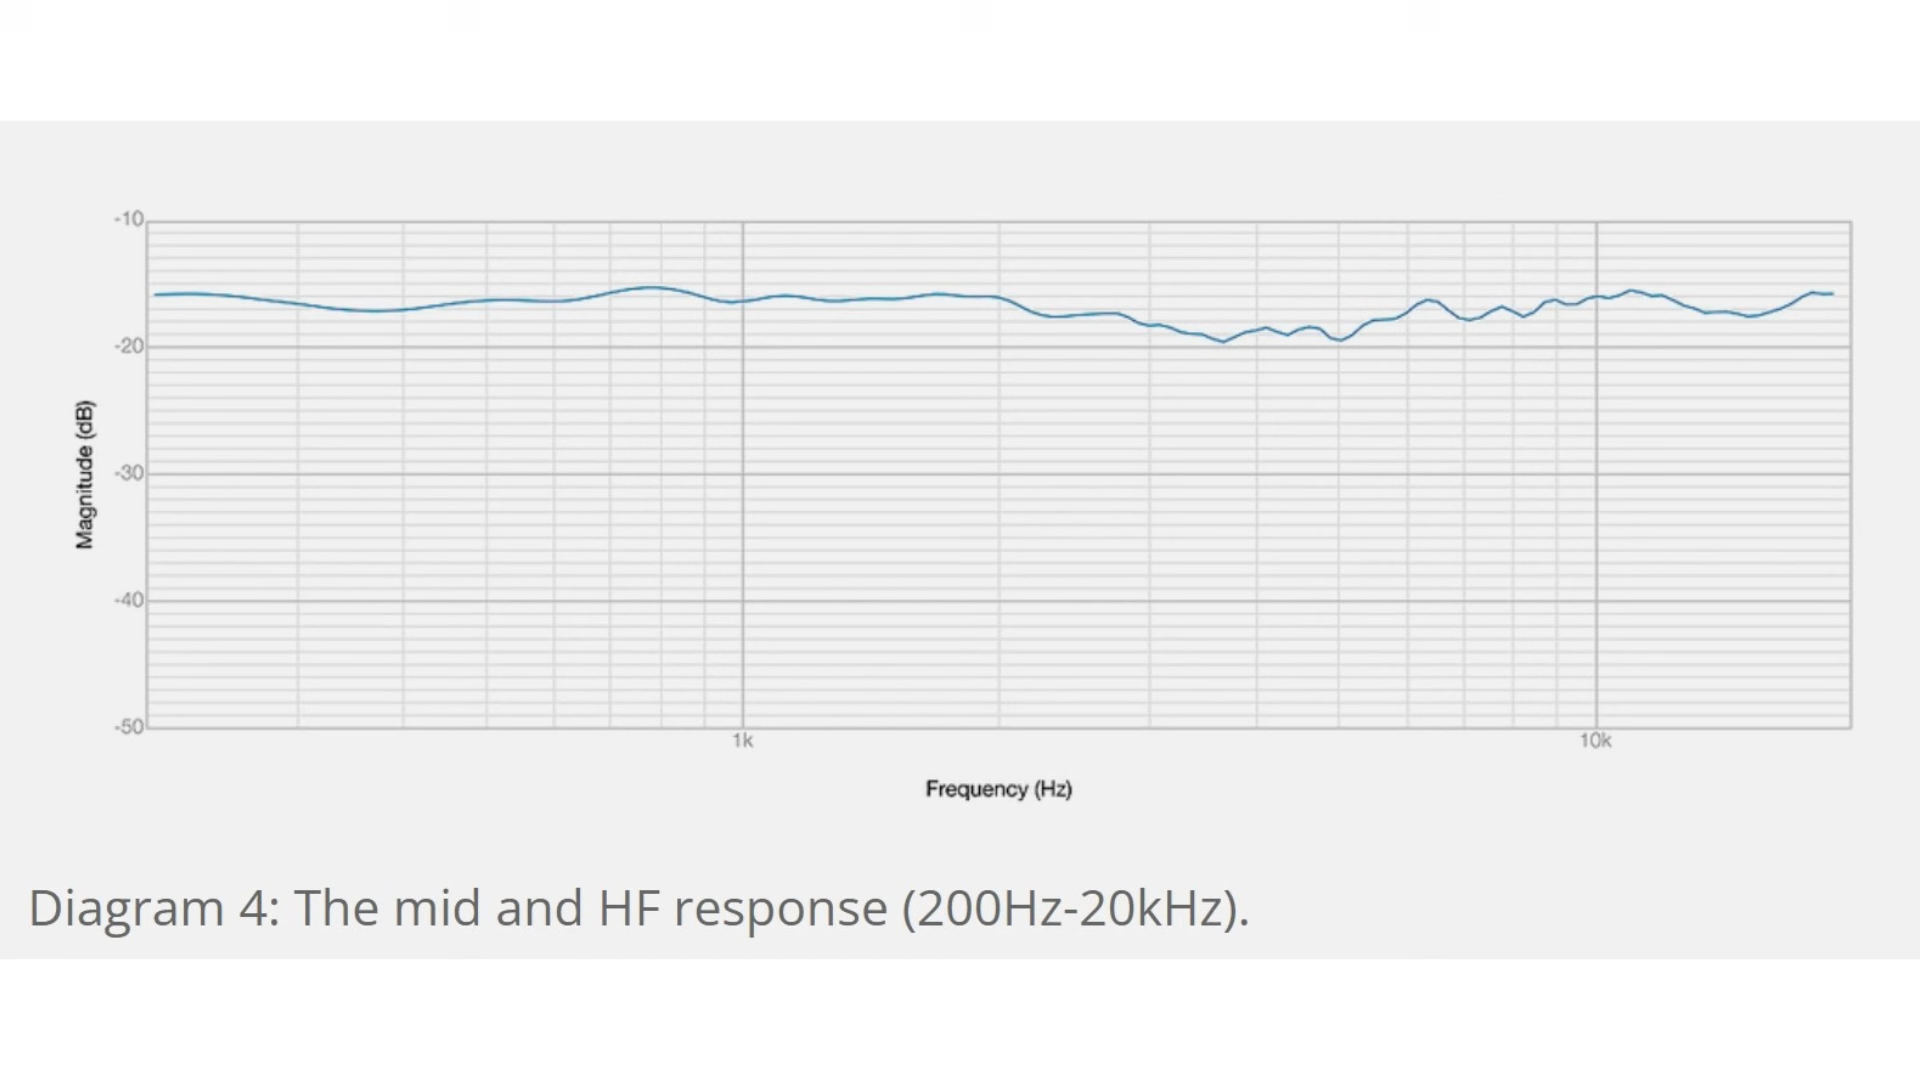 -10
-20
-30
-40
-50
Magnitude (dB)
1k 10k
Frequency (Hz)
Diagram 4: The mid and HF response (200Hz-20kHz).